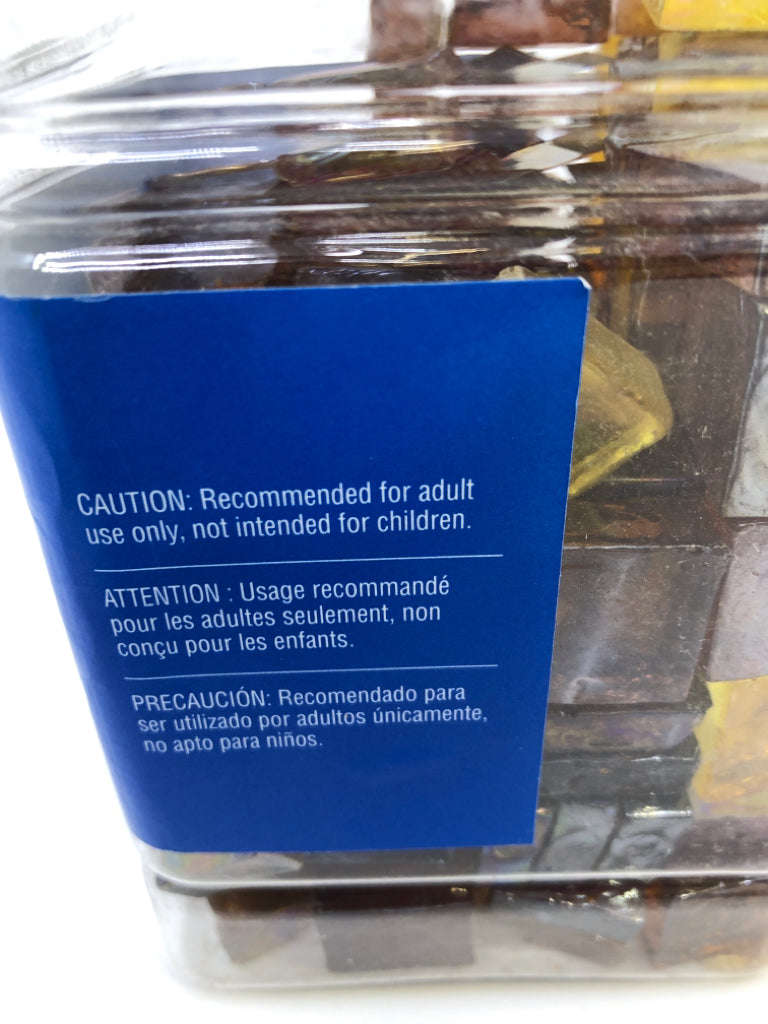 CAUTION: Recommended for adult
use only, not intended for children.
ATTENTION : Usage recommandé
pour les adultes seulement, non
conçu pour les enfants.
PRECAUCIÓN: Recomendado para
ser utilizado por adultos únicamente,
no apto para niños.